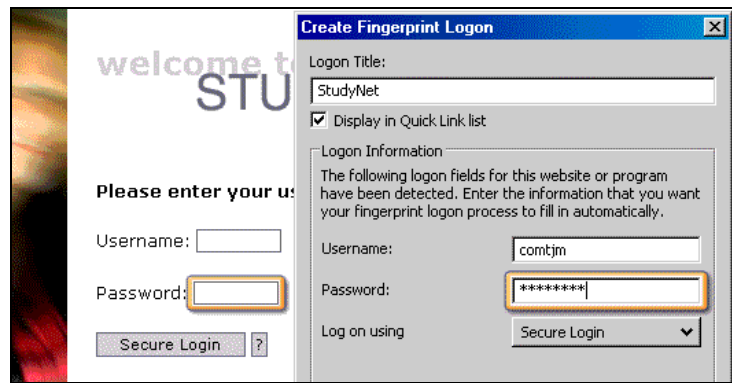 welcome
STU
Please enter your
Username:
Password:
Secure Login ?
Create Fingerprint Logon
Logon Title:
StudyNet
Display in Quick Link list
Logon Information
The following logon fields for this website or program
have been detected. Enter the information that you want
your fingerprint logon process to fill in automatically.
Username: comtjm
Password: ********
Log on using Secure Login